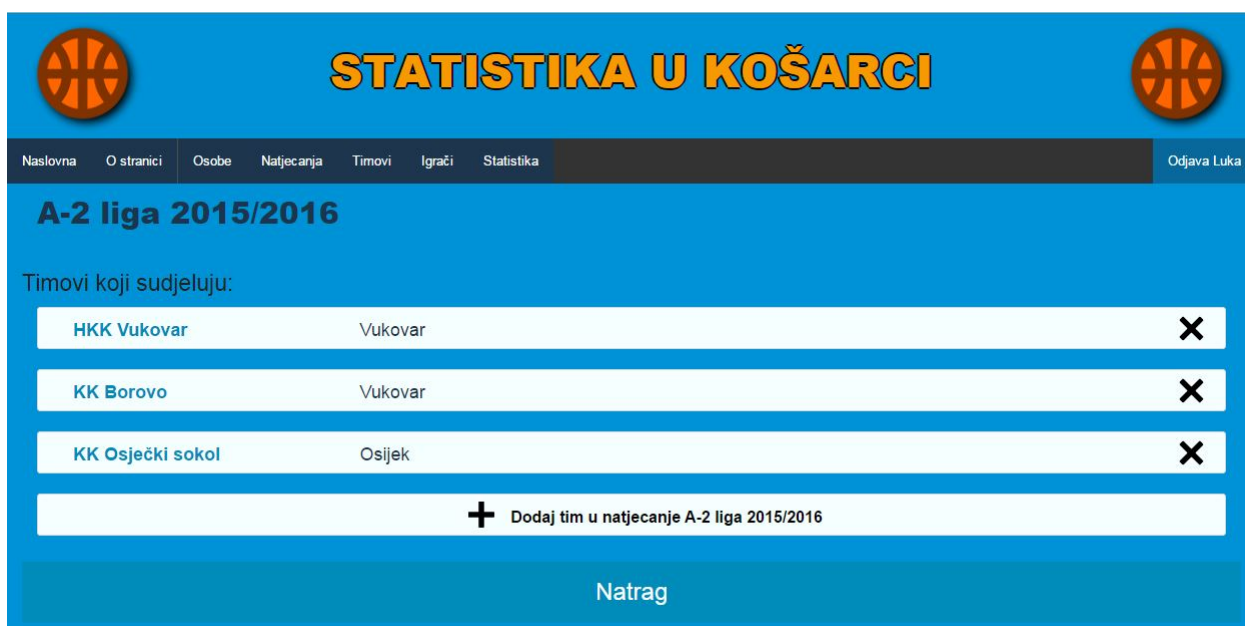 STATISTIKA U KOŠARCI
Naslovna O stranici Osobe Natjecanja Timovi Igrači Statistika Odjava Luka
A-2 liga 2015/2016
Timovi koji sudjeluju:
HKK Vukovar Vukovar
KK Borovo Vukovar
KK Osječki sokol Osijek
Dodaj tim u natjecanje A-2 liga 2015/2016
Natrag